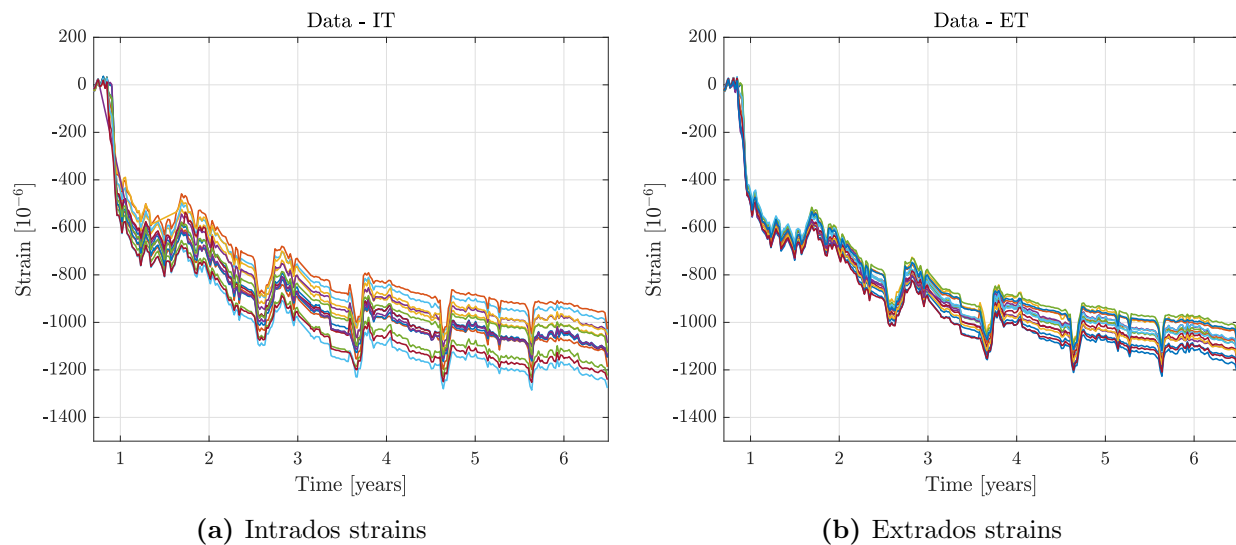 Data - IT
200
0
-200
-400
-600
-800
-1000
-1200
-1400
Strain [10⁻⁶]
1 2 3 4 5 6
Time [years]
(a) Intrados strains
Data - ET
200
0
-200
-400
-600
-800
-1000
-1200
-1400
Strain [10⁻⁶]
1 2 3 4 5 6
Time [years]
(b) Extrados strains